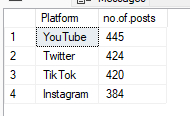 Messages
Platform no.of.posts
1 YouTube 445
2 Twitter 424
3 TikTok 420
4 Instagram 384